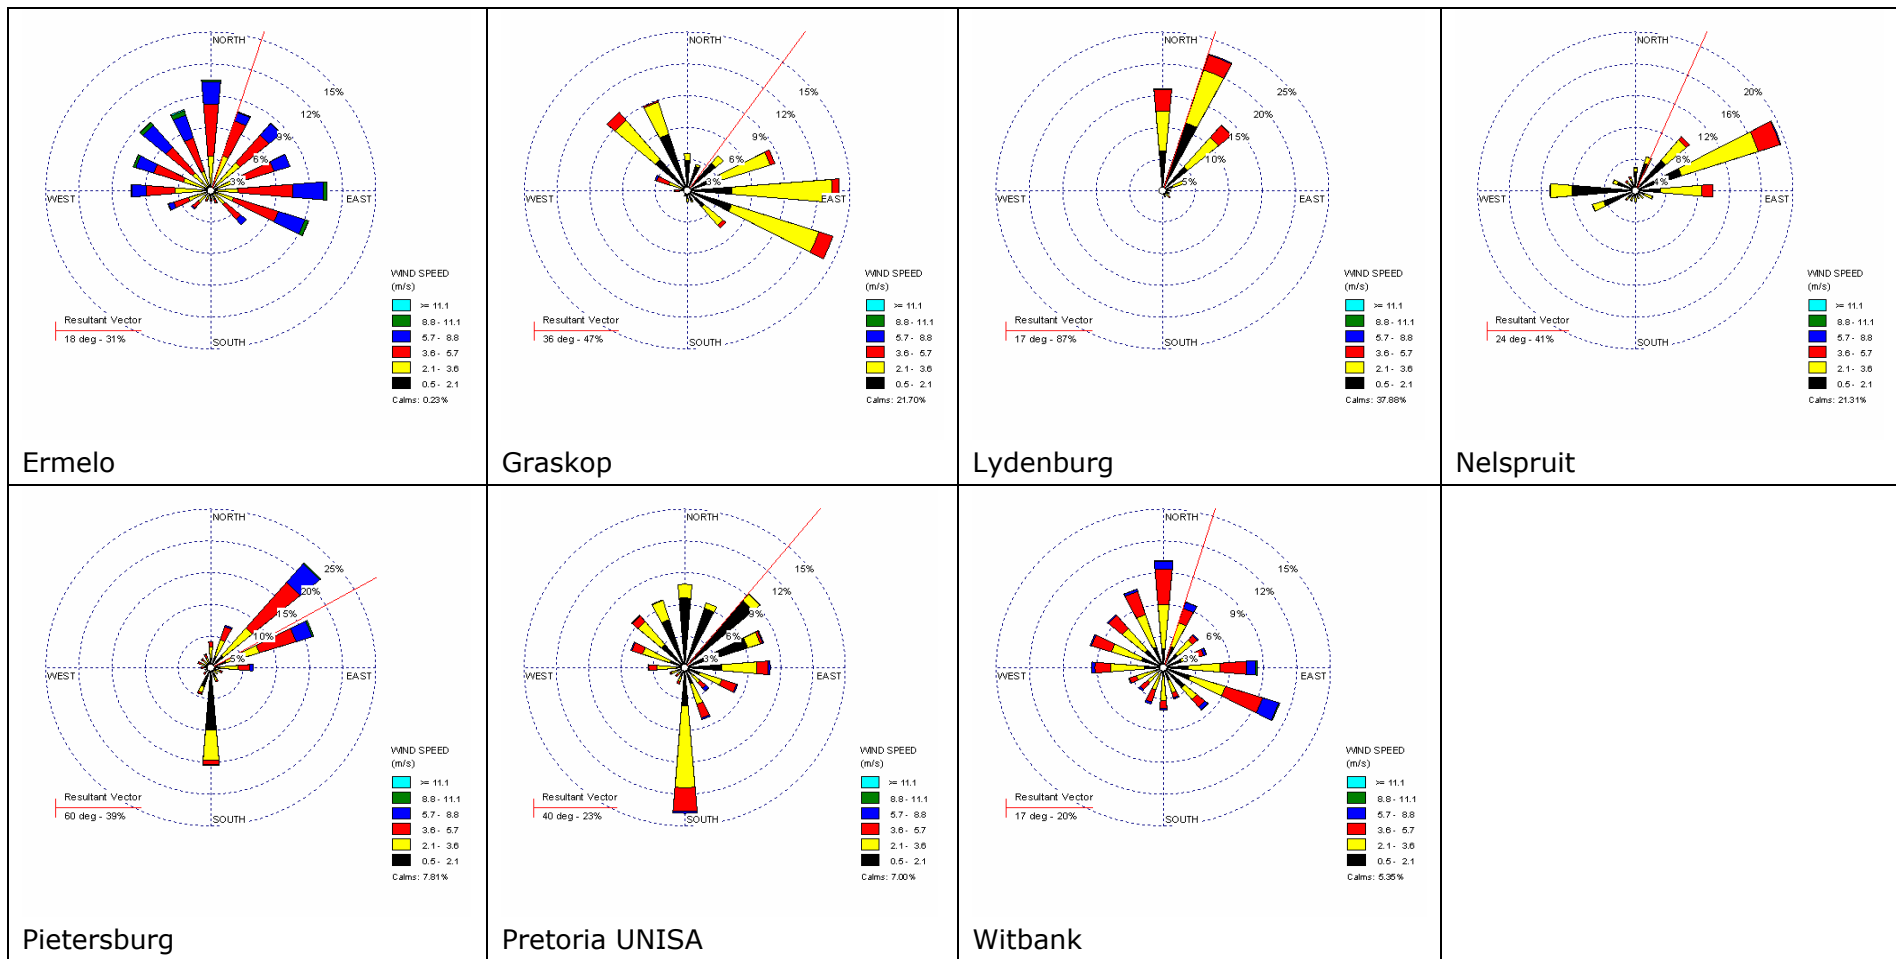 NORTH
15%
12%
9%
6%
3%
WEST
EAST
WIND SPEED
(m/s)
>= 11.1
8.8 - 11.1
5.7 - 8.8
3.6 - 5.7
2.1 - 3.6
0.5 - 2.1
Calms: 0.23%
Resultant Vector
18 deg - 31%
SOUTH
Ermelo
NORTH
15%
12%
9%
6%
3%
WEST
EAST
WIND SPEED
(m/s)
>= 11.1
8.8 - 11.1
5.7 - 8.8
3.6 - 5.7
2.1 - 3.6
0.5 - 2.1
Calms: 21.70%
Resultant Vector
36 deg - 47%
SOUTH
Graskop
NORTH
25%
20%
15%
10%
5%
WEST
EAST
WIND SPEED
(m/s)
>= 11.1
8.8 - 11.1
5.7 - 8.8
3.6 - 5.7
2.1 - 3.6
0.5 - 2.1
Calms: 37.88%
Resultant Vector
17 deg - 87%
SOUTH
Lydenburg
NORTH
20%
16%
12%
8%
4%
WEST
EAST
WIND SPEED
(m/s)
>= 11.1
8.8 - 11.1
5.7 - 8.8
3.6 - 5.7
2.1 - 3.6
0.5 - 2.1
Calms: 21.31%
Resultant Vector
24 deg - 41%
SOUTH
Nelspruit
NORTH
25%
20%
15%
10%
5%
WEST
EAST
WIND SPEED
(m/s)
>= 11.1
8.8 - 11.1
5.7 - 8.8
3.6 - 5.7
2.1 - 3.6
0.5 - 2.1
Calms: 7.81%
Resultant Vector
60 deg - 39%
SOUTH
Pietersburg
NORTH
15%
12%
9%
6%
3%
WEST
EAST
WIND SPEED
(m/s)
>= 11.1
8.8 - 11.1
5.7 - 8.8
3.6 - 5.7
2.1 - 3.6
0.5 - 2.1
Calms: 7.00%
Resultant Vector
40 deg - 23%
SOUTH
Pretoria UNISA
NORTH
15%
12%
9%
6%
3%
WEST
EAST
WIND SPEED
(m/s)
>= 11.1
8.8 - 11.1
5.7 - 8.8
3.6 - 5.7
2.1 - 3.6
0.5 - 2.1
Calms: 5.35%
Resultant Vector
17 deg - 20%
SOUTH
Witbank